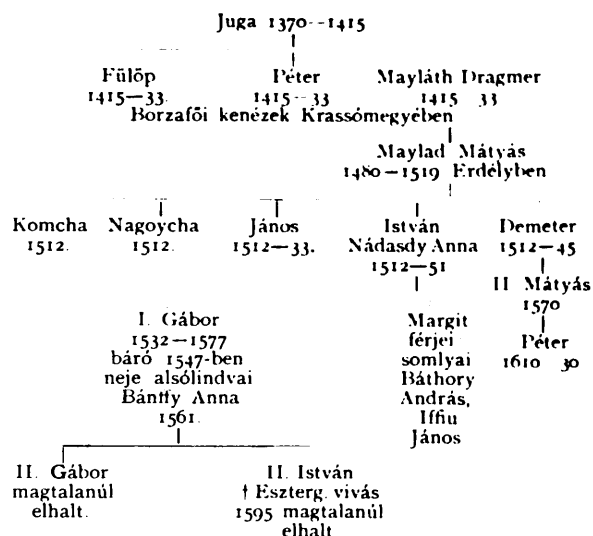 Juga 1370--1415
Fülöp Péter Mayláth Dragmer
1415—33. 1415--33 1415 33
Borzafői kenézek Krassómegyében
Maylad Mátyás
1480—1519 Erdélyben
Komcha Nagoycha János István Demeter
1512. 1512. 1512—33. Nádasdy Anna 1512—45
1512—51
II Mátyás
1570
Péter
1610 30
I. Gábor
1532—1577
báró 1547-ben
neje alsólindvai
Bánffy Anna
1561.
Margit
férjei
somlyai
Báthory
András,
Iffiu
János
II. Gábor
magtalanúl
elhalt.
II. István
† Eszterg. vivás
1595 magtalanúl
elhalt